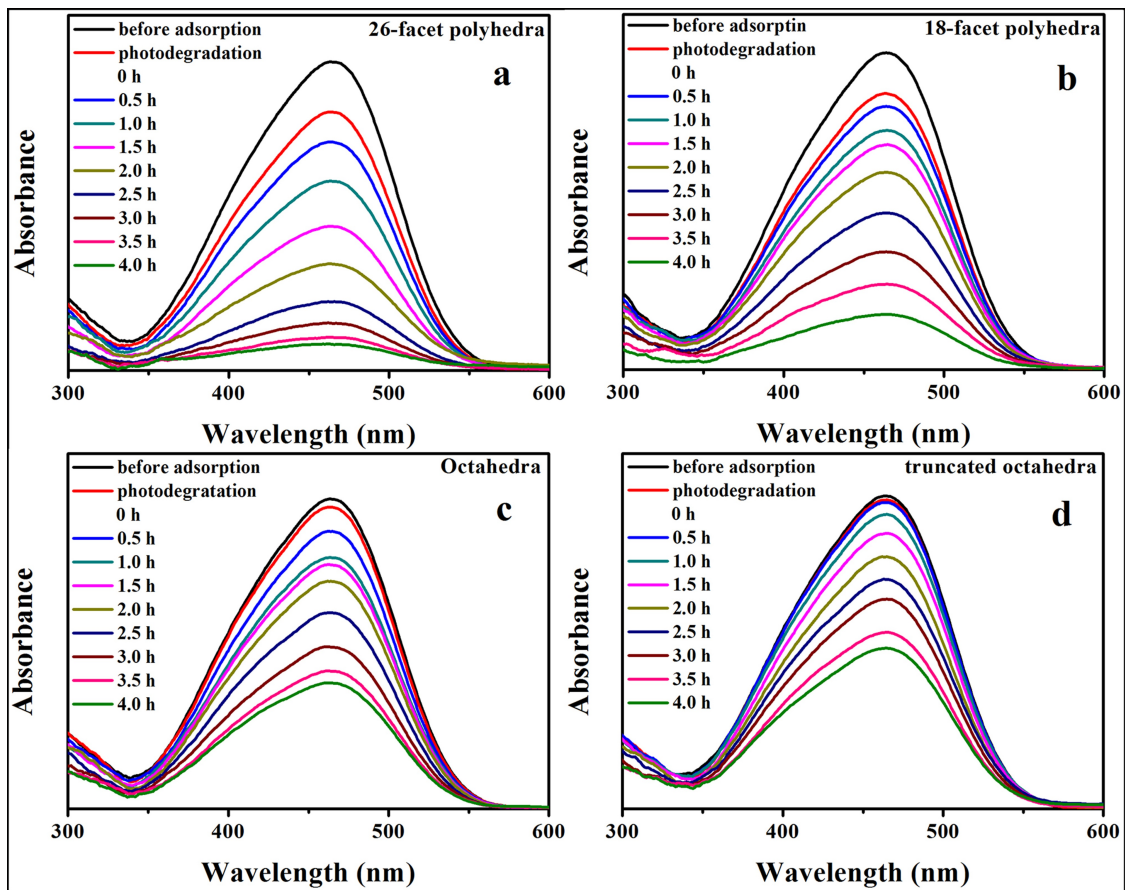 before adsorptin
photodegradation
0 h
0.5 h
1.0 h
1.5 h
2.0 h
2.5 h
3.0 h
3.5 h
4.0 h
26-facet polyhedra
a
Absorbance
300
400
500
600
Wavelength (nm)
before adsorptin
photodegradation
0 h
0.5 h
1.0 h
1.5 h
2.0 h
2.5 h
3.0 h
3.5 h
4.0 h
18-facet polyhedra
b
Absorbance
300
400
500
600
Wavelength (nm)
before adsorption
photodegratation
0 h
0.5 h
1.0 h
1.5 h
2.0 h
2.5 h
3.0 h
3.5 h
4.0 h
Octahedra
c
Absorbance
300
400
500
600
Wavelength (nm)
before adsorption
photodegradation
0 h
0.5 h
1.0 h
1.5 h
2.0 h
2.5 h
3.0 h
3.5 h
4.0 h
truncated octahedra
d
Absorbance
300
400
500
600
Wavelength (nm)